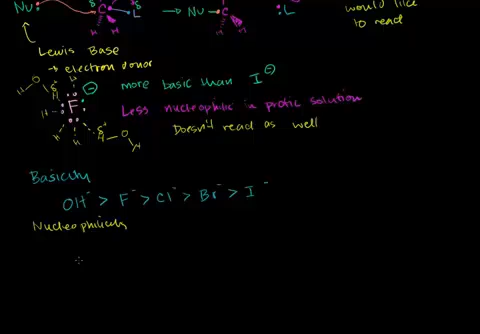 would like
Nu: C L → Nu C :L to react
H H H
Lewis Base
→ electron donor
H O H δ+ H F ⊖ more basic than I ⊖
Less nucleophilic in protic solution
H H H δ+ O H Doesn't react as well
Basicity
OH⁻ > F⁻ > Cl⁻ > Br⁻ > I⁻
Nucleophilicity